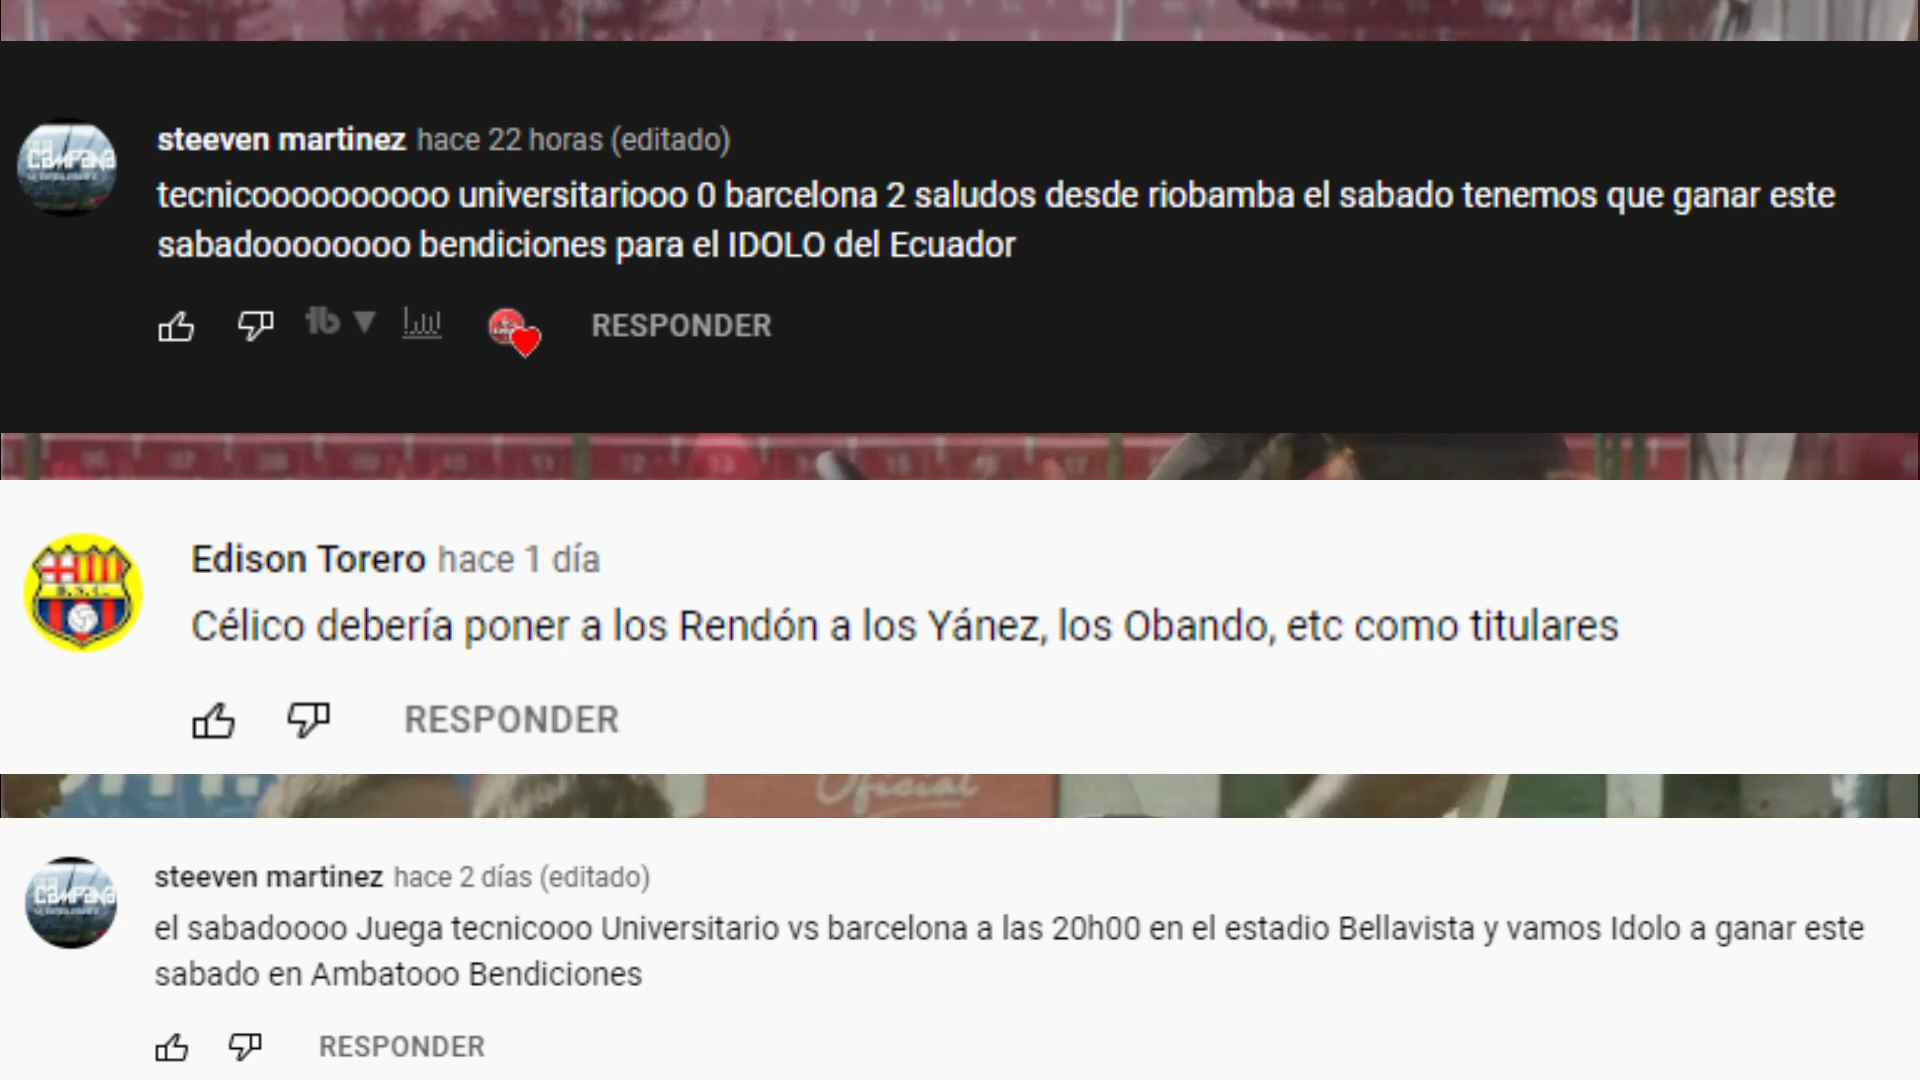 steeven martinez hace 22 horas (editado)
tecnicooooooooooo universitariooo 0 barcelona 2 saludos desde riobamba el sabado tenemos que ganar este
sabadoooooooo bendiciones para el IDOLO del Ecuador
RESPONDER
Edison Torero hace 1 día
Célico debería poner a los Rendón a los Yánez, los Obando, etc como titulares
RESPONDER
Oficial
steeven martinez hace 2 días (editado)
el sabadoooo Juega tecnicooo Universitario vs barcelona a las 20h00 en el estadio Bellavista y vamos Idolo a ganar este
sabado en Ambatooo Bendiciones
RESPONDER